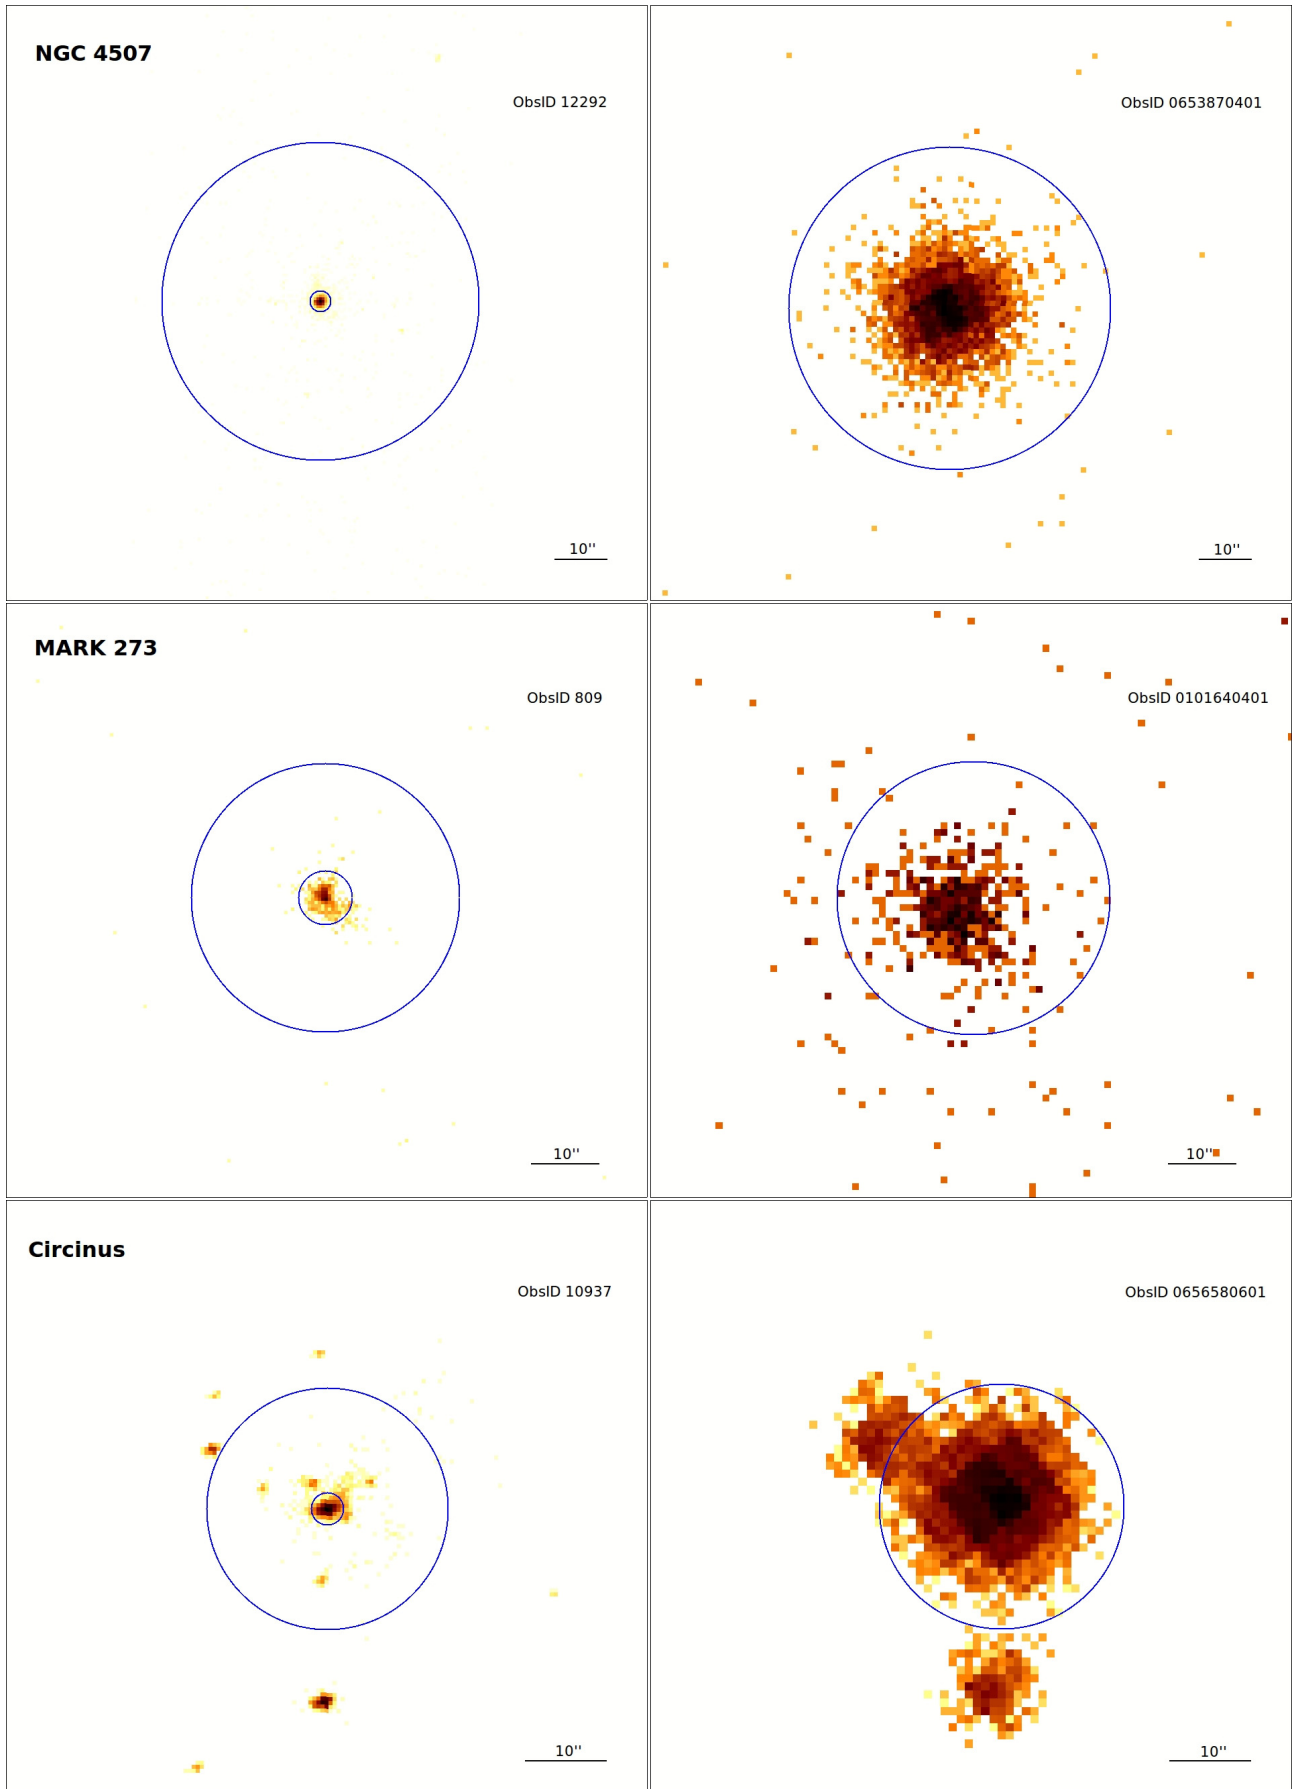 NGC 4507
ObsID 12292
ObsID 0653870401
10''
10''
MARK 273
ObsID 809
ObsID 0101640401
10''
10''
Circinus
ObsID 10937
ObsID 0656580601
10''
10''